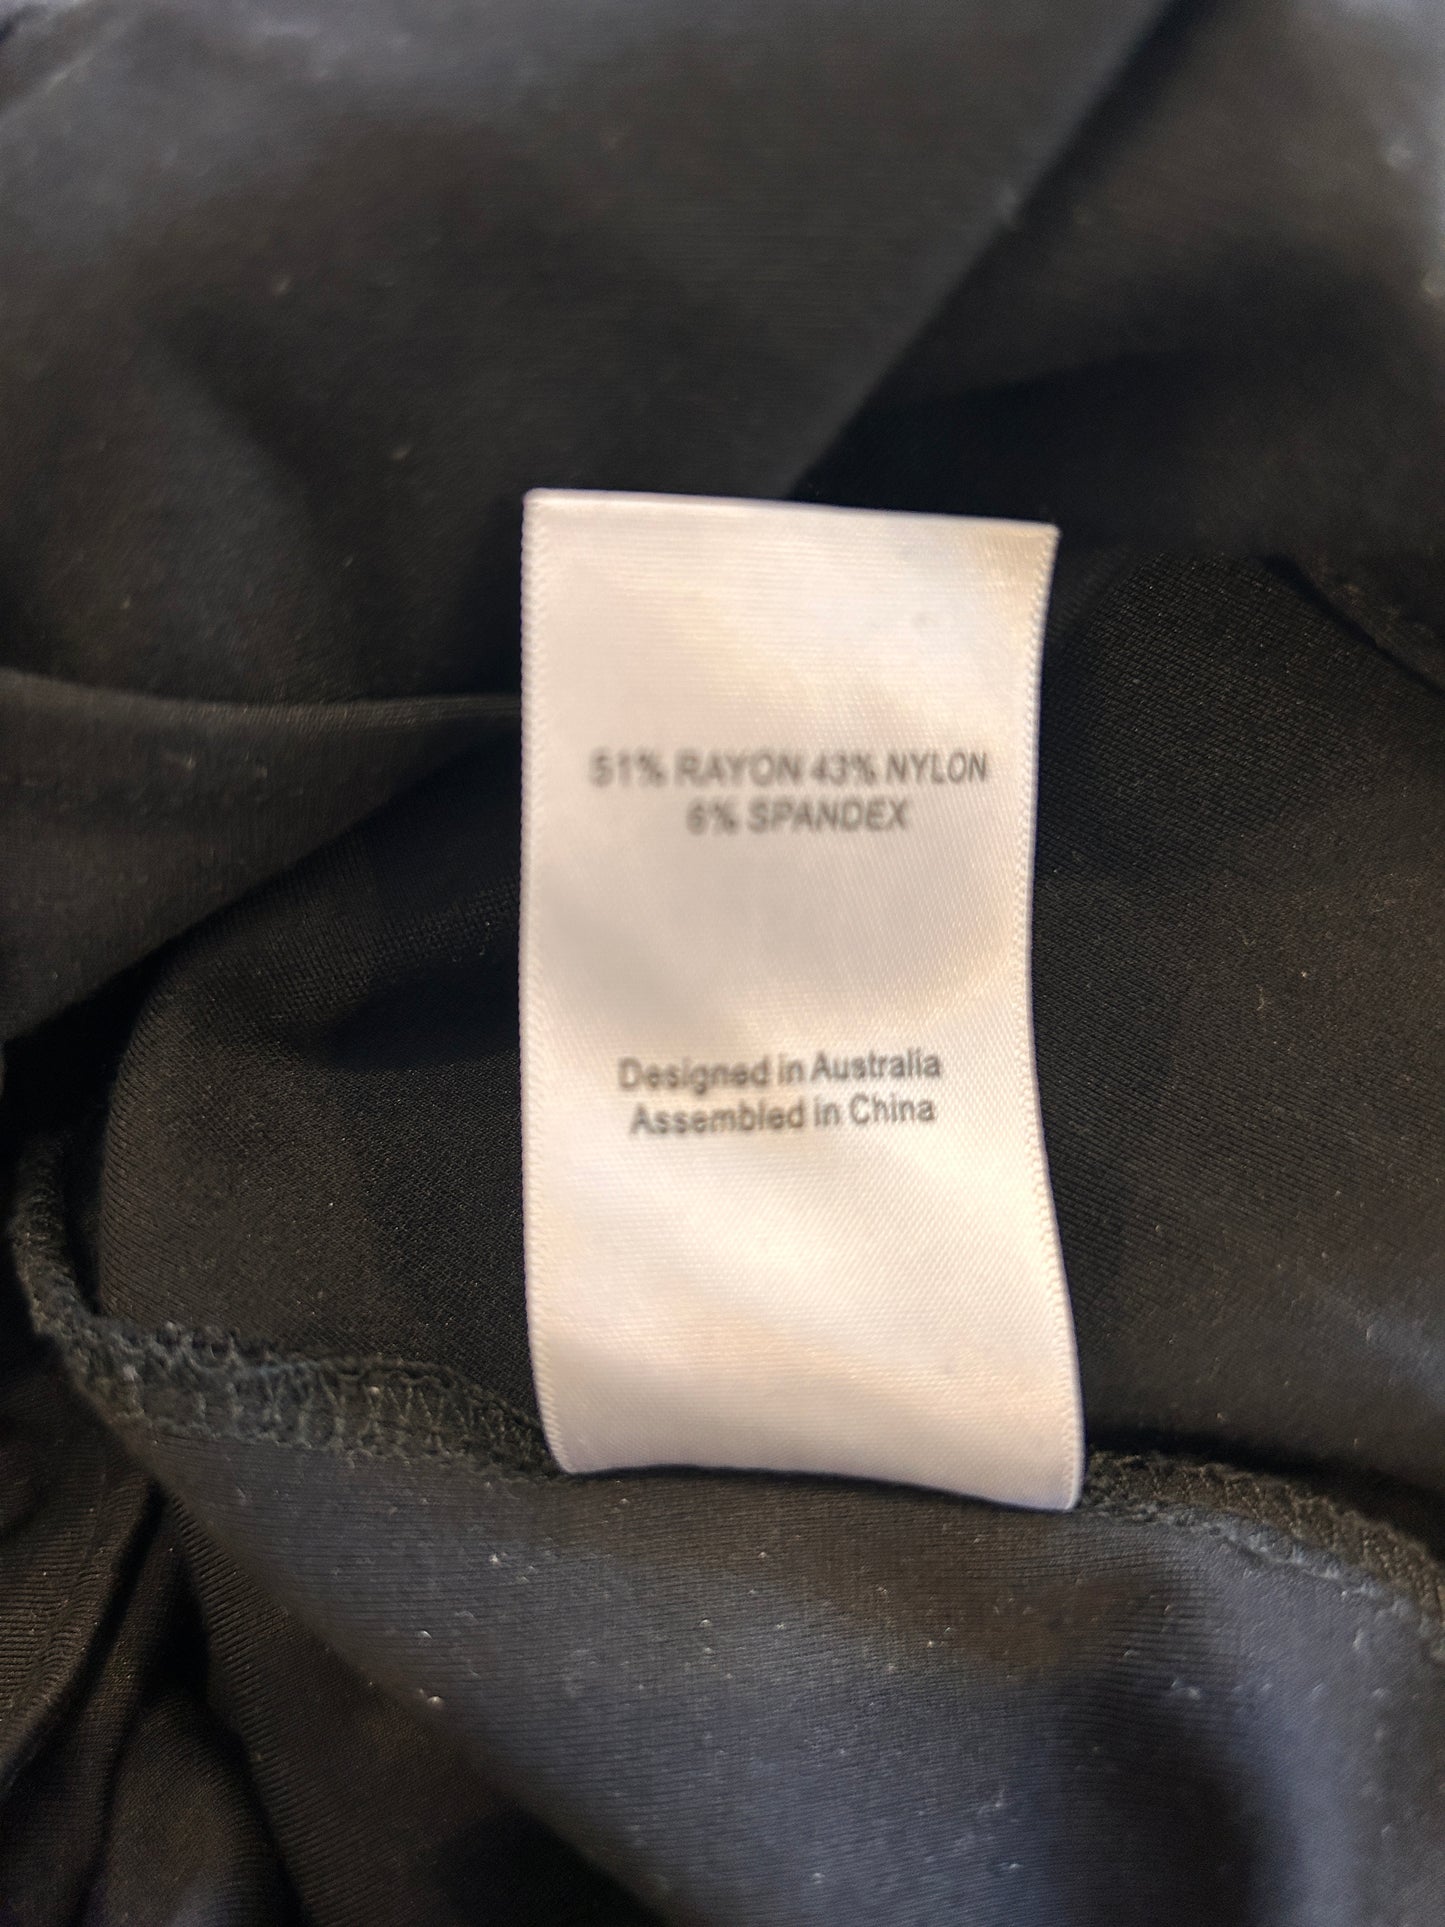 51% RAYON 43% NYLON
6% SPANDEX
Designed in Australia
Assembled in China